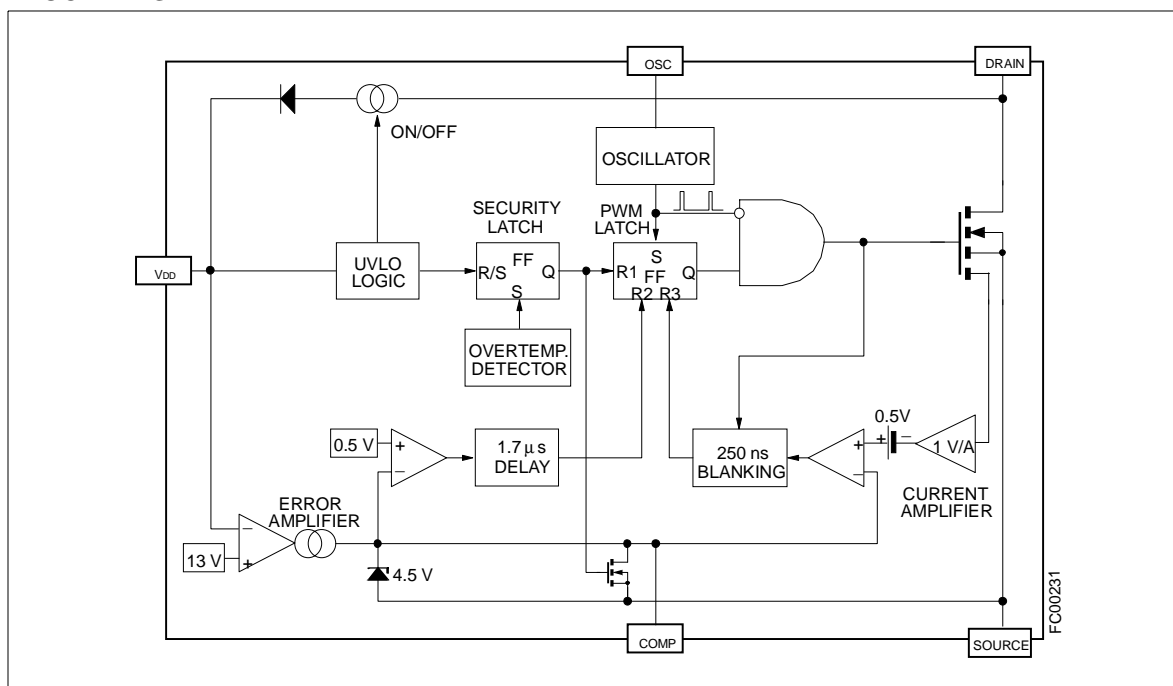 OSC
DRAIN
ON/OFF
OSCILLATOR
SECURITY
LATCH
PWM
LATCH
VDD
UVLO
LOGIC
R/S
FF
Q
S
R1
S
FF
Q
R2 R3
OVERTEMP.
DETECTOR
0.5 V
+
−
1.7 μs
DELAY
250 ns
BLANKING
+
−
0.5V
+
−
1 V/A
CURRENT
AMPLIFIER
ERROR
AMPLIFIER
−
+
13 V
4.5 V
COMP
SOURCE
FC00231